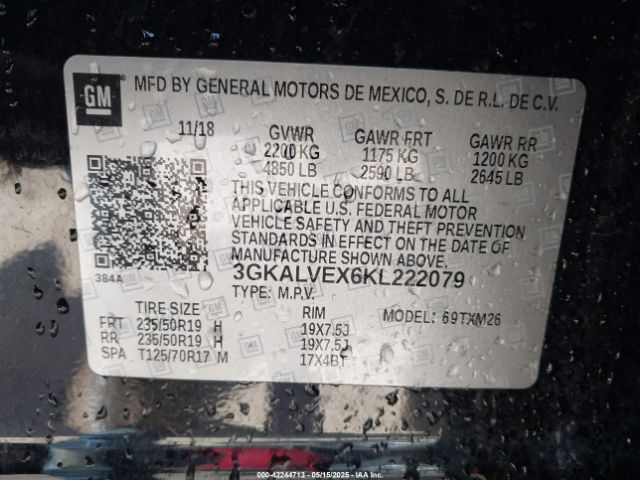 GM
MFD BY GENERAL MOTORS DE MEXICO, S. DE R.L. DE C.V.
11/18 GVWR GAWR FRT GAWR RR
2200 KG 1175 KG 1200 KG
4850 LB 2590 LB 2645 LB
THIS VEHICLE CONFORMS TO ALL
APPLICABLE U.S. FEDERAL MOTOR
VEHICLE SAFETY AND THEFT PREVENTION
STANDARDS IN EFFECT ON THE DATE OF
MANUFACTURE SHOWN ABOVE.
384A
3GKALVEX6KL222079
TYPE: M.P.V.
TIRE SIZE RIM MODEL: 69TXM26
FRT 235/50R19 H 19X7.5J
RR 235/50R19 H 19X7.5J
SPA T125/70R17 M 17X4BT
000-42244713 - 05/15/2025 - Copyright IAA, LLC.